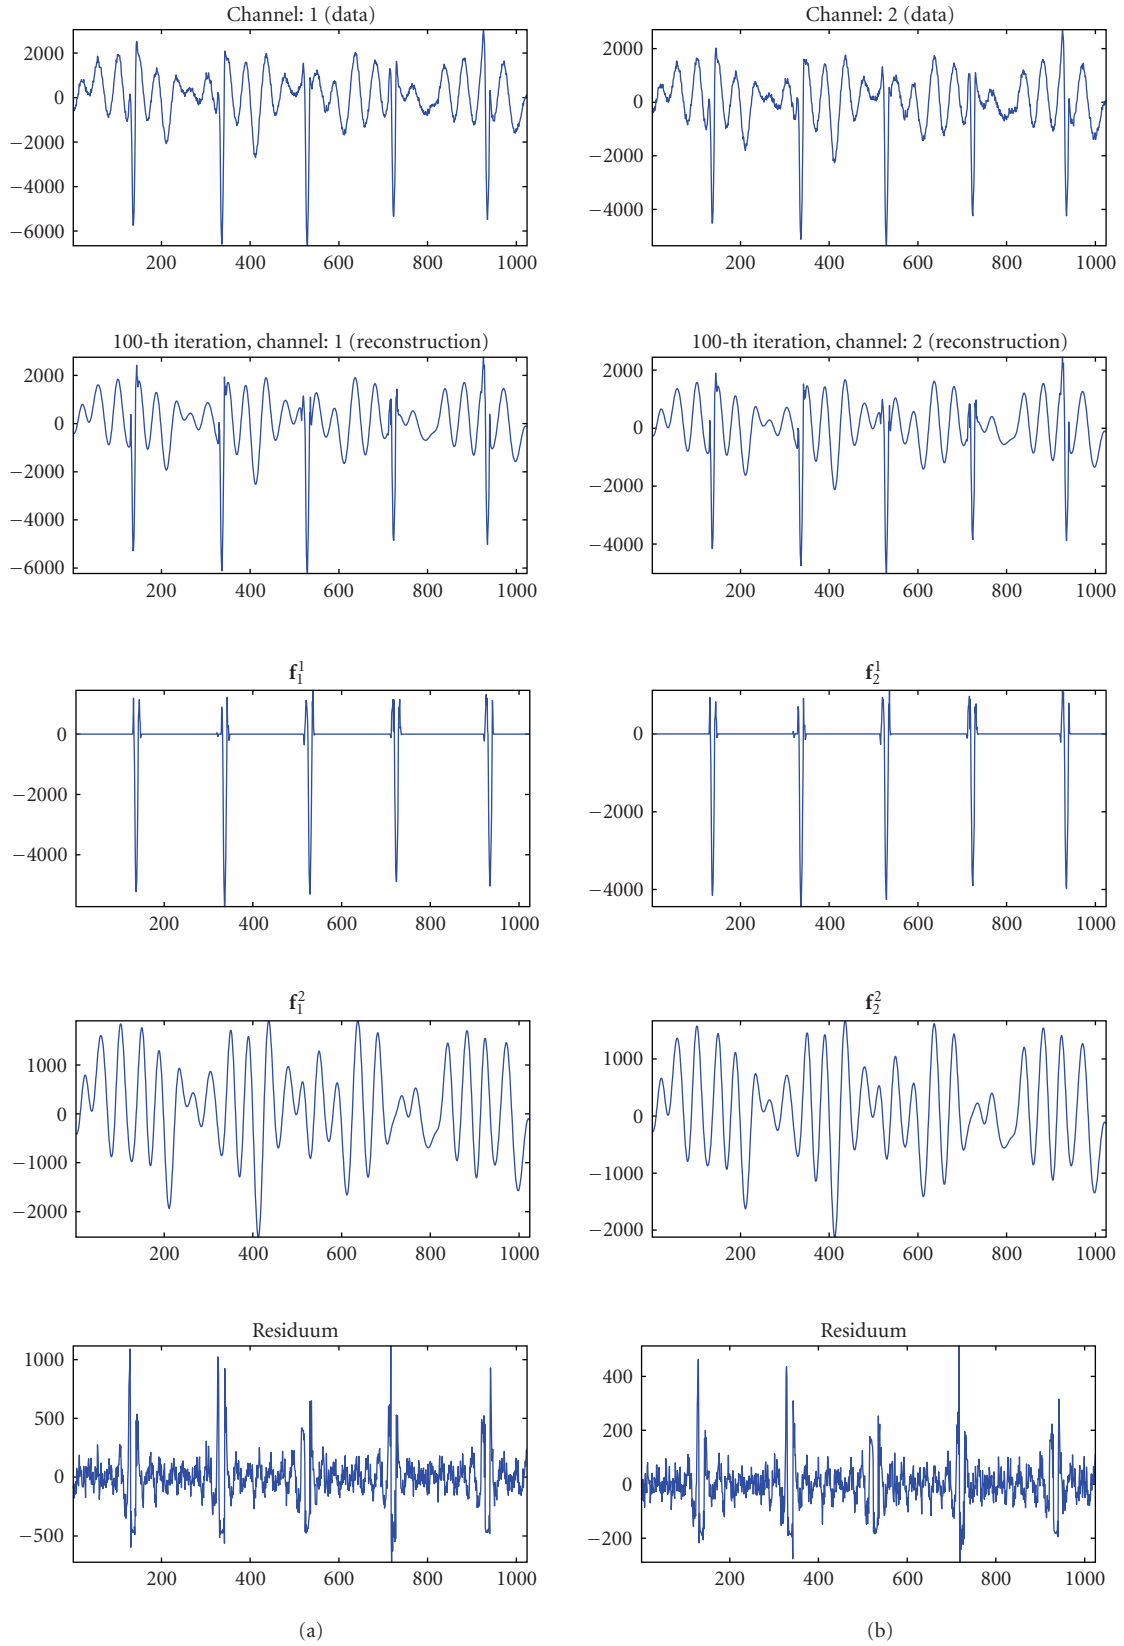 Channel: 1 (data)
2000
0
−2000
−4000
−6000
200 400 600 800 1000
Channel: 2 (data)
2000
0
−2000
−4000
200 400 600 800 1000
100-th iteration, channel: 1 (reconstruction)
2000
0
−2000
−4000
−6000
200 400 600 800 1000
100-th iteration, channel: 2 (reconstruction)
2000
0
−2000
−4000
200 400 600 800 1000
f₁¹
0
−2000
−4000
200 400 600 800 1000
f₂¹
0
−2000
−4000
200 400 600 800 1000
f₁²
1000
0
−1000
−2000
200 400 600 800 1000
f₂²
1000
0
−1000
−2000
200 400 600 800 1000
Residuum
1000
500
0
−500
200 400 600 800 1000
Residuum
400
200
0
−200
200 400 600 800 1000
(a)
(b)